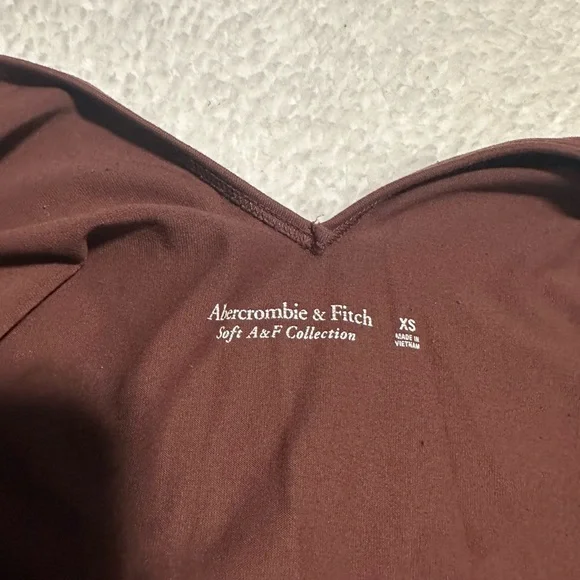 Abercrombie & Fitch
Soft A&F Collection
XS
MADE IN
VIETNAM